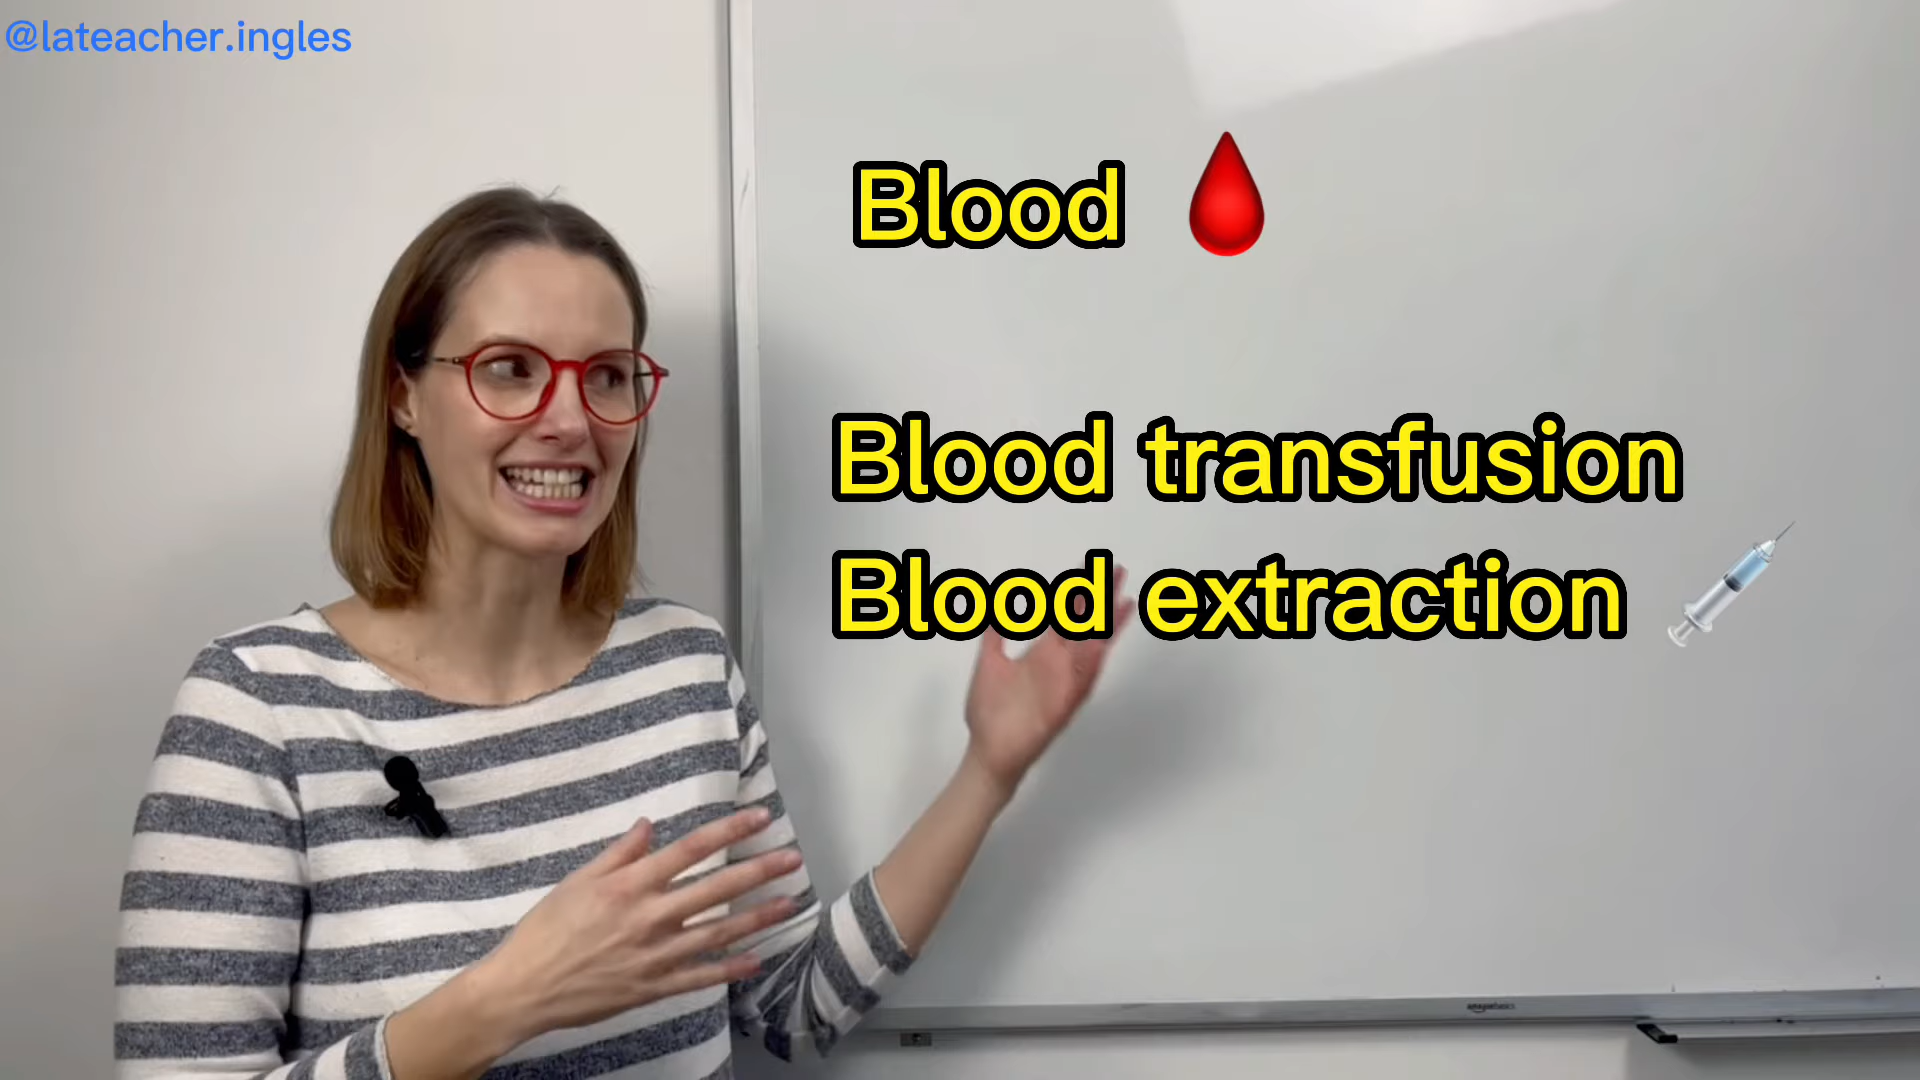 @lateacher.ingles
Blood
Blood transfusion
Blood extraction